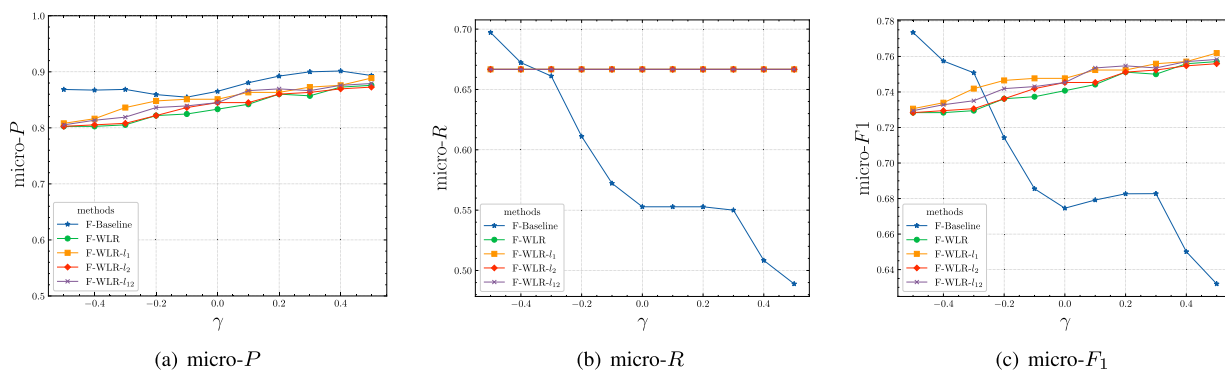 1.0
0.9
0.8
0.7
0.6
0.5
micro-P
methods
F-Baseline
F-WLR
F-WLR-l₁
F-WLR-l₂
F-WLR-l₁₂
−0.4 −0.2 0.0 0.2 0.4
γ
(a) micro-P
0.70
0.65
0.60
0.55
0.50
micro-R
methods
F-Baseline
F-WLR
F-WLR-l₁
F-WLR-l₂
F-WLR-l₁₂
−0.4 −0.2 0.0 0.2 0.4
γ
(b) micro-R
0.78
0.76
0.74
0.72
0.70
0.68
0.66
0.64
micro-F1
methods
F-Baseline
F-WLR
F-WLR-l₁
F-WLR-l₂
F-WLR-l₁₂
−0.4 −0.2 0.0 0.2 0.4
γ
(c) micro-F₁